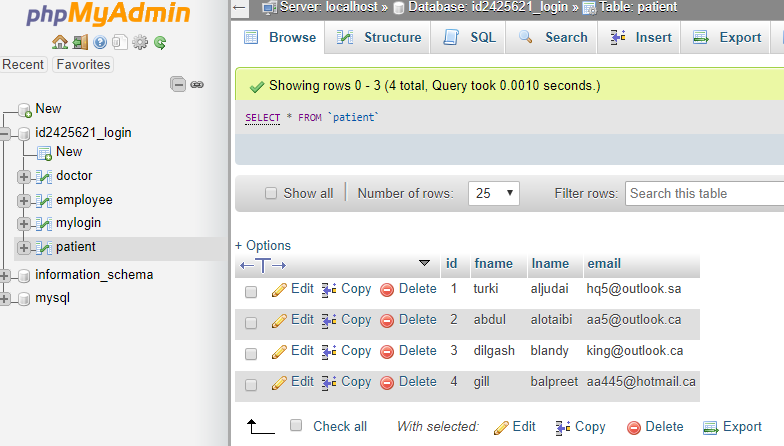 phpMyAdmin
Recent Favorites
New
id2425621_login
New
doctor
employee
mylogin
patient
information_schema
mysql
Server: localhost » Database: id2425621_login » Table: patient
Browse Structure SQL Search Insert Export
Showing rows 0 - 3 (4 total, Query took 0.0010 seconds.)
SELECT * FROM `patient`
Show all Number of rows: 25 Filter rows: Search this table
+ Options
id fname lname email
Edit Copy Delete 1 turki aljudai hq5@outlook.sa
Edit Copy Delete 2 abdul alotaibi aa5@outlook.ca
Edit Copy Delete 3 dilgash blandy king@outlook.ca
Edit Copy Delete 4 gill balpreet aa445@hotmail.ca
Check all With selected: Edit Copy Delete Export